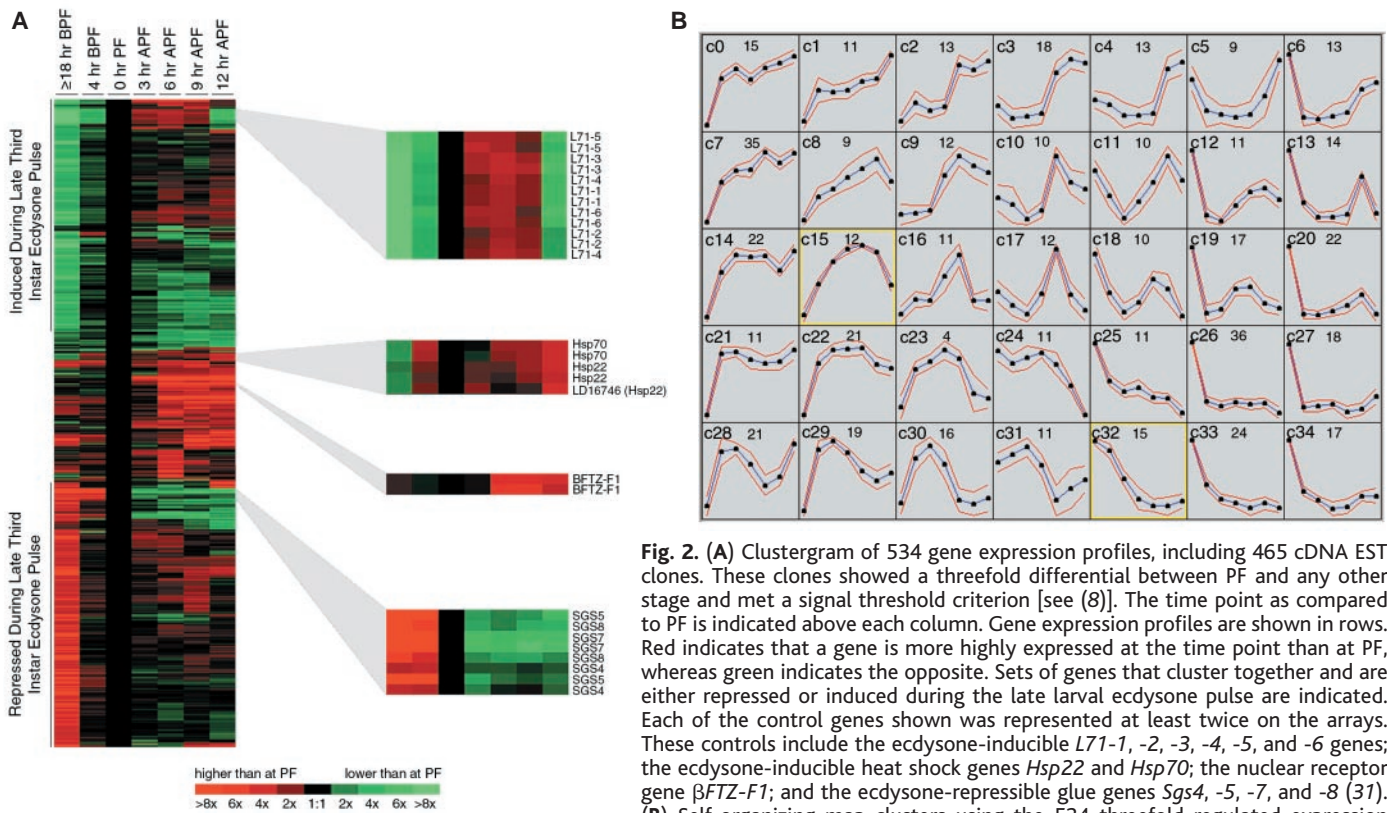 A
≥18 hr BPF
4 hr BPF
0 hr PF
3 hr APF
6 hr APF
9 hr APF
12 hr APF
Induced During Late Third
Instar Ecdysone Pulse
Repressed During Late Third
Instar Ecdysone Pulse
L71-5
L71-5
L71-3
L71-3
L71-4
L71-1
L71-1
L71-6
L71-6
L71-2
L71-2
L71-4
Hsp70
Hsp70
Hsp22
Hsp22
LD16746 (Hsp22)
BFTZ-F1
BFTZ-F1
SGS5
SGS8
SGS7
SGS7
SGS8
SGS4
SGS5
SGS4
higher than at PF lower than at PF
>8x 6x 4x 2x 1:1 2x 4x 6x >8x
B
c0 15 c1 11 c2 13 c3 18 c4 13 c5 9 c6 13
c7 35 c8 9 c9 12 c10 10 c11 10 c12 11 c13 14
c14 22 c15 12 c16 11 c17 12 c18 10 c19 17 c20 22
c21 11 c22 21 c23 4 c24 11 c25 11 c26 36 c27 18
c28 21 c29 19 c30 16 c31 11 c32 15 c33 24 c34 17
Fig. 2. (A) Clustergram of 534 gene expression profiles, including 465 cDNA EST
clones. These clones showed a threefold differential between PF and any other
stage and met a signal threshold criterion [see (8)]. The time point as compared
to PF is indicated above each column. Gene expression profiles are shown in rows.
Red indicates that a gene is more highly expressed at the time point than at PF,
whereas green indicates the opposite. Sets of genes that cluster together and are
either repressed or induced during the late larval ecdysone pulse are indicated.
Each of the control genes shown was represented at least twice on the arrays.
These controls include the ecdysone-inducible L71-1, -2, -3, -4, -5, and -6 genes;
the ecdysone-inducible heat shock genes Hsp22 and Hsp70; the nuclear receptor
gene βFTZ-F1; and the ecdysone-repressible glue genes Sgs4, -5, -7, and -8 (31).
(B) Self-organizing map clusters using the 534 threefold regulated expression